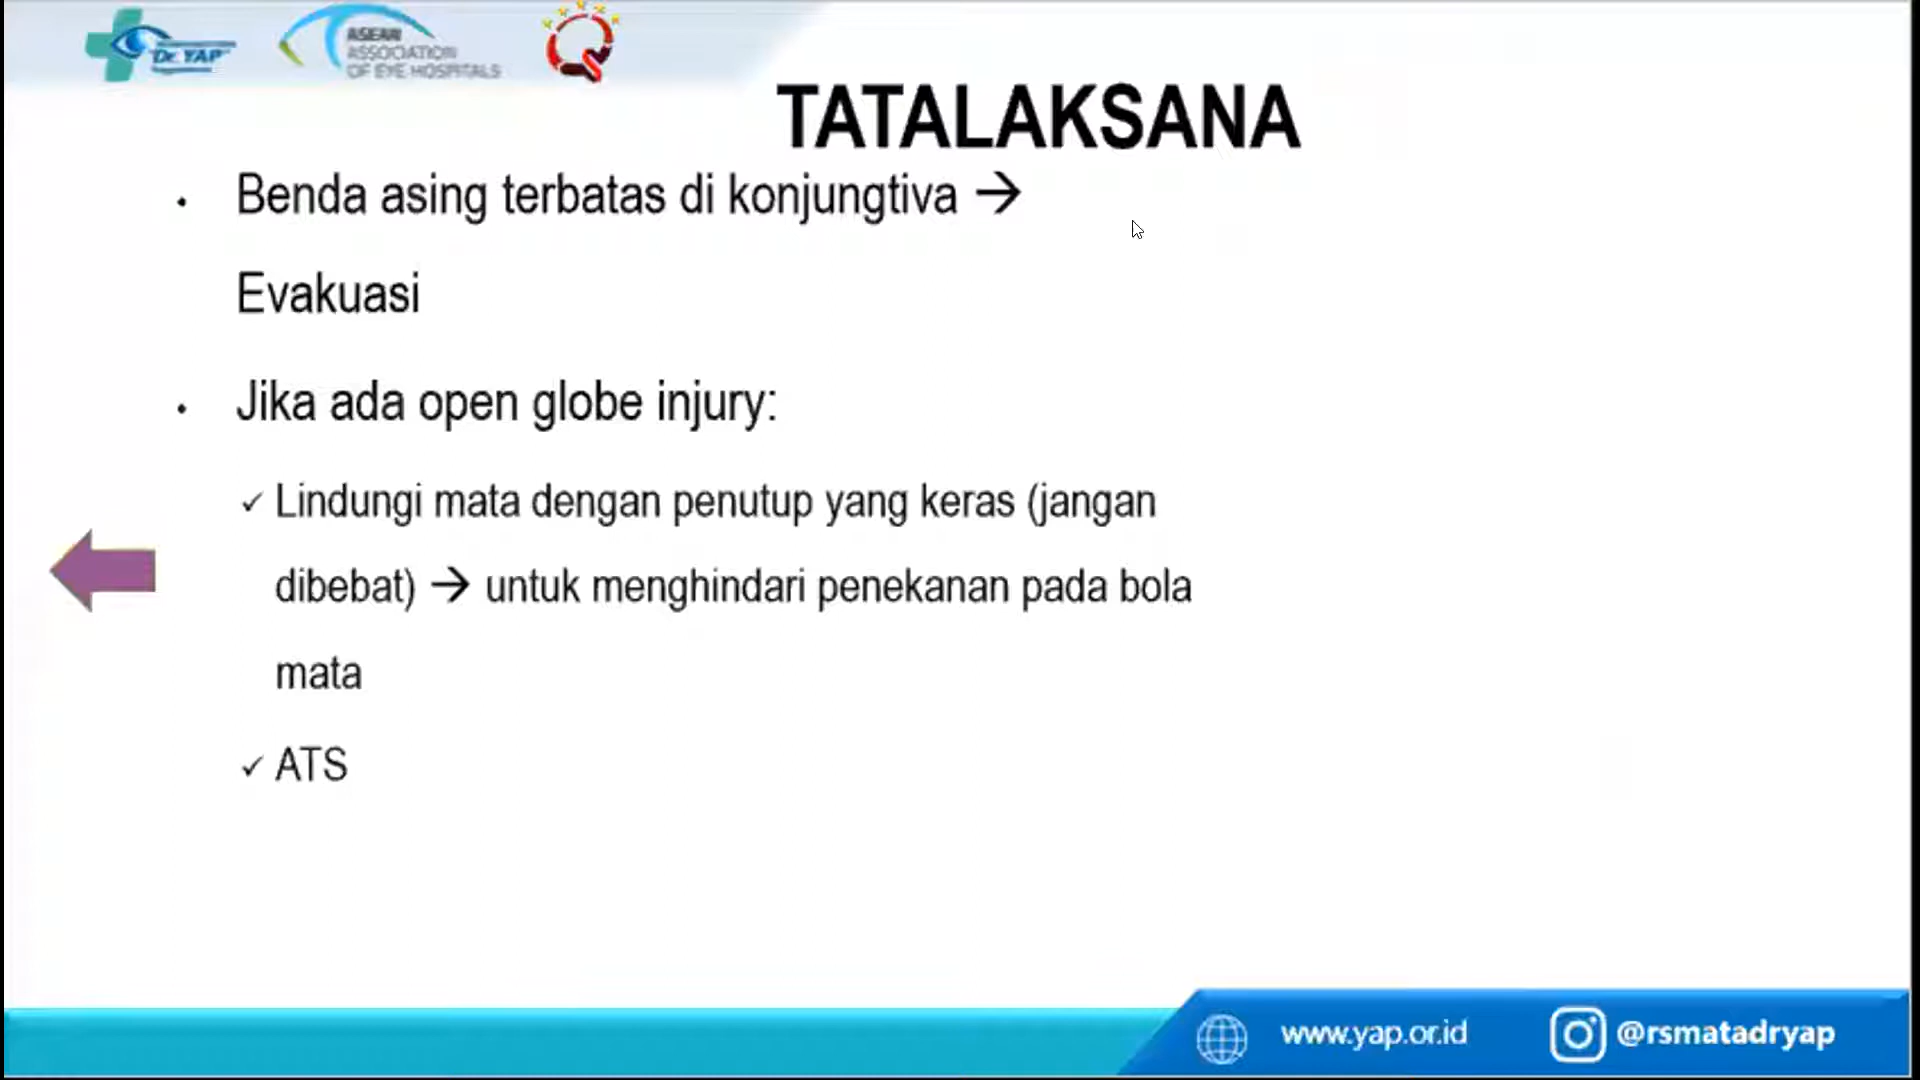 Dr. YAP
ASEAN
ASSOCIATION
OF EYE HOSPITALS
TATALAKSANA
• Benda asing terbatas di konjungtiva →
Evakuasi
• Jika ada open globe injury:
✓ Lindungi mata dengan penutup yang keras (jangan
dibebat) → untuk menghindari penekanan pada bola
mata
✓ ATS
www.yap.or.id
@rsmatadryap